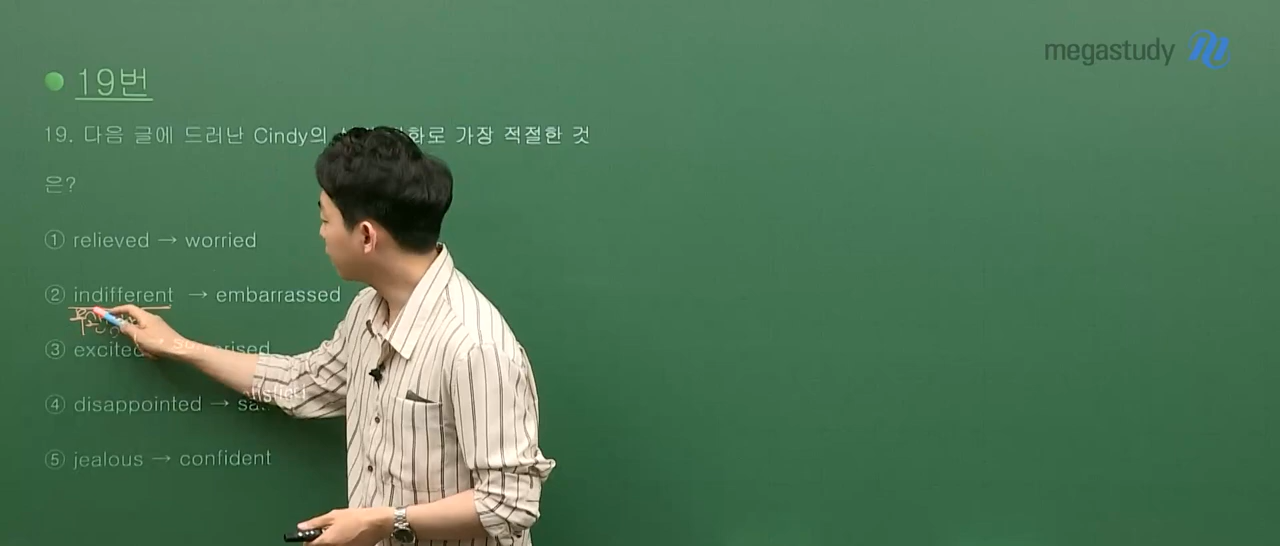 megastudy
19번
19. 다음 글에 드러난 Cindy의 로 가장 적절한 것
은?
① relieved → worried
② indifferent → embarrassed
③ excited
④ disappointed →
⑤ jealous → confident